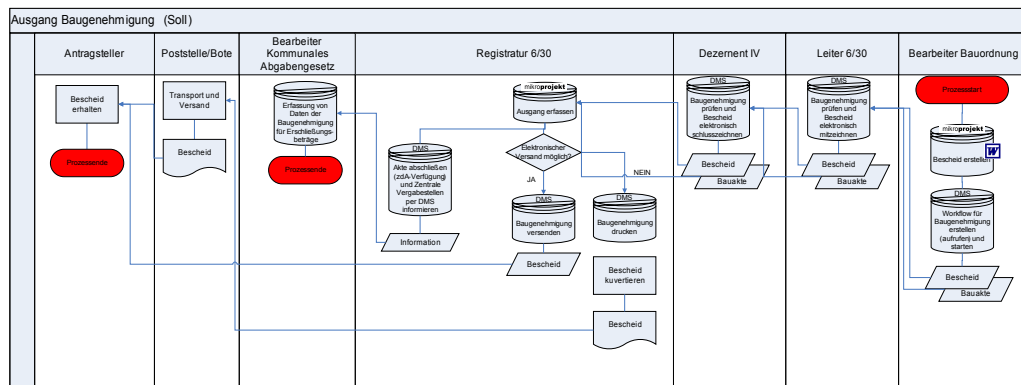 Ausgang Baugenehmigung (Soll)
Antragsteller
Poststelle/Bote
Bearbeiter
Kommunales
Abgabengesetz
Registratur 6/30
Dezernent IV
Leiter 6/30
Bearbeiter Bauordnung
Bescheid
erhalten
Prozessende
Transport und
Versand
Bescheid
Erfassung von
Daten der
Baugenehmigung
für Erschließungs-
beträge
Prozessende
mikroprojekt
Ausgang erfassen
DMS
Akte abschließen
(zdA-Verfügung)
und Zentrale
Vergabestellen
per DMS
informieren
Information
Elektronischer
Versand möglich?
JA
NEIN
DMS
Baugenehmigung
versenden
Bescheid
DMS
Baugenehmigung
drucken
Bescheid
kuvertieren
Bescheid
DMS
Baugenehmigung
prüfen und
Bescheid
elektronisch
schlusszeichnen
Bescheid
Bauakte
DMS
Baugenehmigung
prüfen und
Bescheid
elektronisch
mitzeichnen
Bescheid
Bauakte
Prozessstart
mikroprojekt
W
Bescheid erstellen
DMS
Workflow für
Baugenehmigung
erstellen
(aufrufen) und
starten
Bescheid
Bauakte